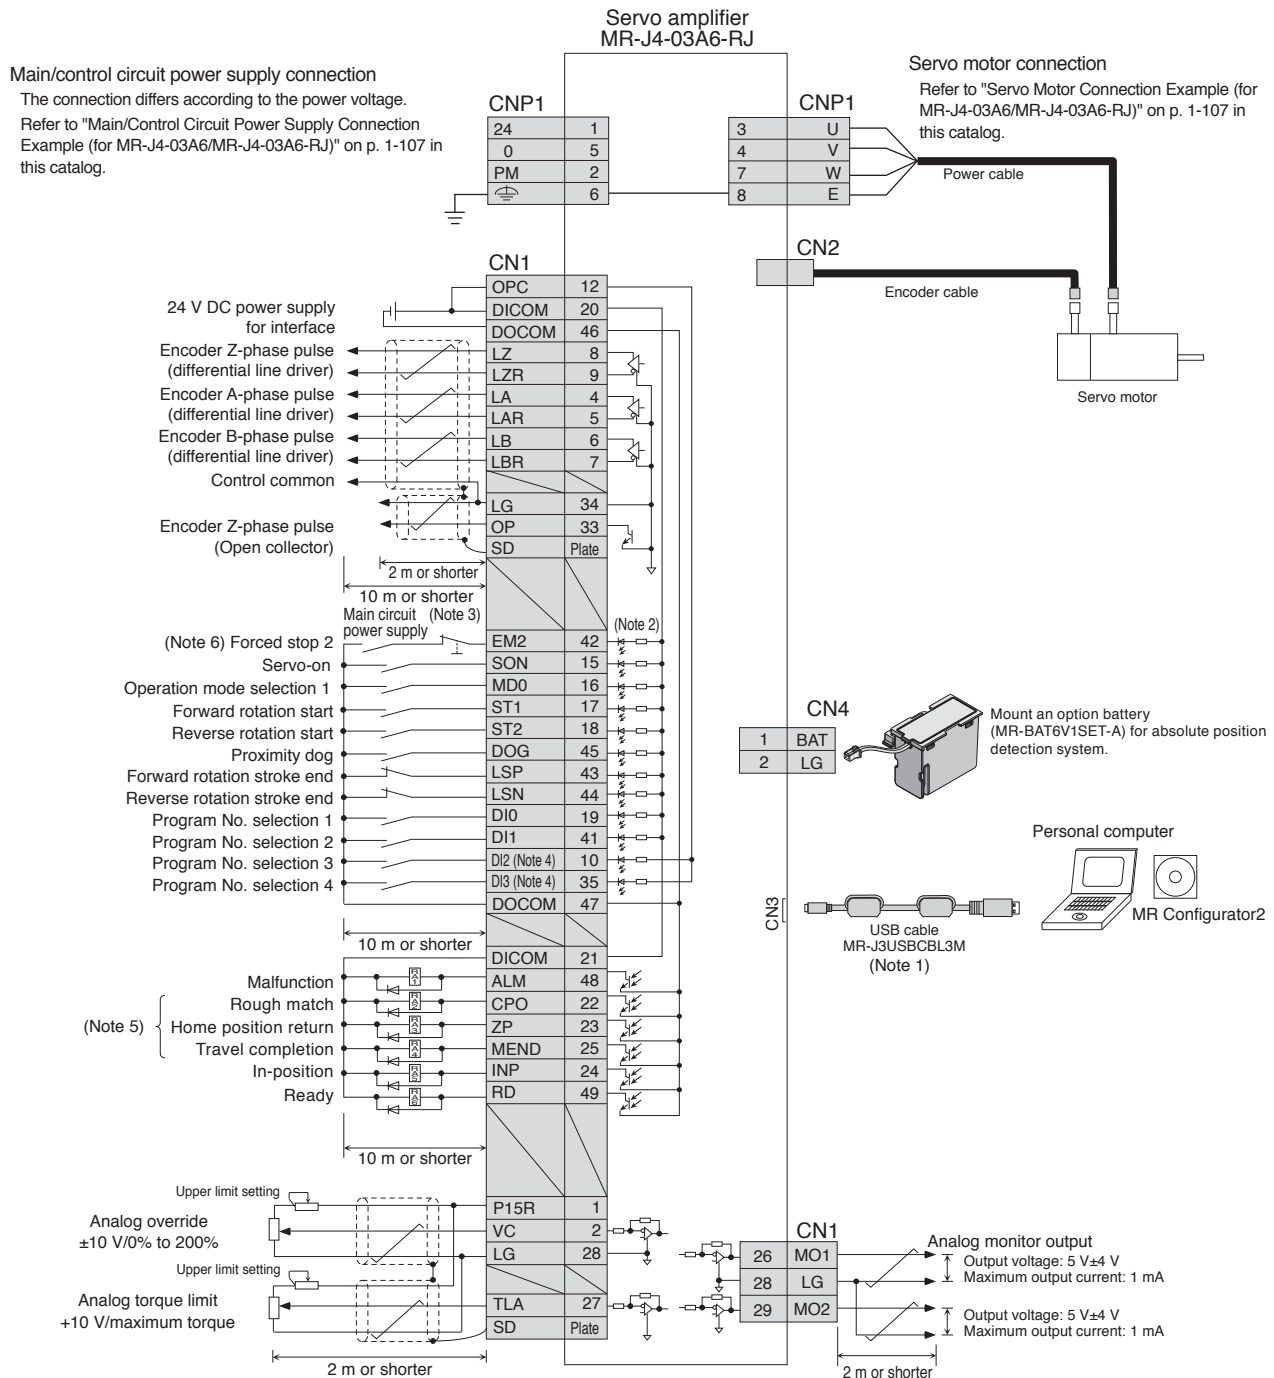 Servo amplifier
MR-J4-03A6-RJ
Main/control circuit power supply connection
The connection differs according to the power voltage.
Refer to "Main/Control Circuit Power Supply Connection
Example (for MR-J4-03A6/MR-J4-03A6-RJ)" on p. 1-107 in
this catalog.
Servo motor connection
Refer to "Servo Motor Connection Example (for
MR-J4-03A6/MR-J4-03A6-RJ)" on p. 1-107 in
this catalog.
CNP1
24 1
0 5
PM 2
6
CNP1
3 U
4 V
7 W
8 E
Power cable
CN2
Encoder cable
Servo motor
CN1
OPC 12
24 V DC power supply
for interface
DICOM 20
DOCOM 46
Encoder Z-phase pulse
(differential line driver)
LZ 8
LZR 9
Encoder A-phase pulse
(differential line driver)
LA 4
LAR 5
Encoder B-phase pulse
(differential line driver)
LB 6
LBR 7
Control common
LG 34
Encoder Z-phase pulse
(Open collector)
OP 33
SD Plate
2 m or shorter
10 m or shorter
Main circuit
power supply
(Note 3)
(Note 2)
(Note 6) Forced stop 2 EM2 42
Servo-on SON 15
Operation mode selection 1 MD0 16
Forward rotation start ST1 17
Reverse rotation start ST2 18
Proximity dog DOG 45
Forward rotation stroke end LSP 43
Reverse rotation stroke end LSN 44
Program No. selection 1 DI0 19
Program No. selection 2 DI1 41
Program No. selection 3 DI2 (Note 4) 10
Program No. selection 4 DI3 (Note 4) 35
DOCOM 47
10 m or shorter
DICOM 21
Malfunction RA1 ALM 48
(Note 5)
Rough match RA2 CPO 22
Home position return RA3 ZP 23
Travel completion RA4 MEND 25
In-position RA5 INP 24
Ready RA6 RD 49
10 m or shorter
CN4
1 BAT
2 LG
Mount an option battery
(MR-BAT6V1SET-A) for absolute position
detection system.
Personal computer
CN3
USB cable
MR-J3USBCBL3M
(Note 1)
MR Configurator2
Upper limit setting
Analog override
±10 V/0% to 200%
P15R 1
VC 2
LG 28
Upper limit setting
Analog torque limit
+10 V/maximum torque
TLA 27
SD Plate
2 m or shorter
CN1
26 MO1
28 LG
29 MO2
Analog monitor output
Output voltage: 5 V±4 V
Maximum output current: 1 mA
Output voltage: 5 V±4 V
Maximum output current: 1 mA
2 m or shorter